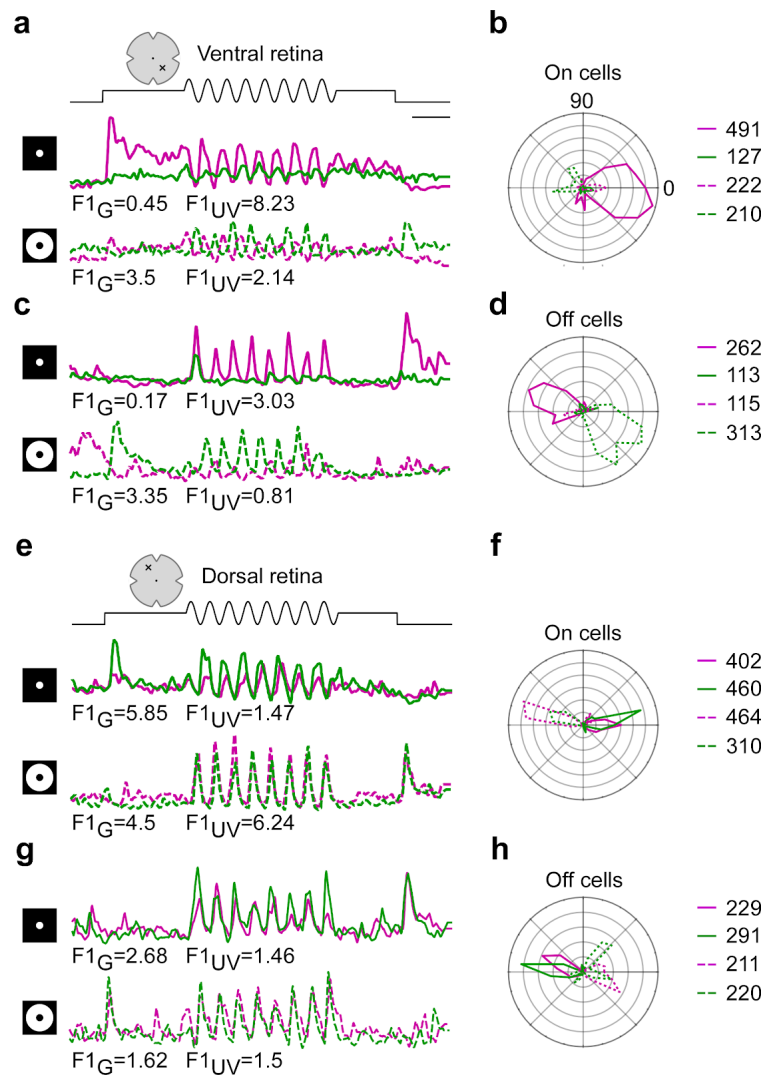 a
Ventral retina
F1G=0.45 F1UV=8.23
F1G=3.5 F1UV=2.14
b
On cells
90
0
491
127
222
210
c
F1G=0.17 F1UV=3.03
F1G=3.35 F1UV=0.81
d
Off cells
262
113
115
313
e
Dorsal retina
F1G=5.85 F1UV=1.47
F1G=4.5 F1UV=6.24
f
On cells
402
460
464
310
g
F1G=2.68 F1UV=1.46
F1G=1.62 F1UV=1.5
h
Off cells
229
291
211
220